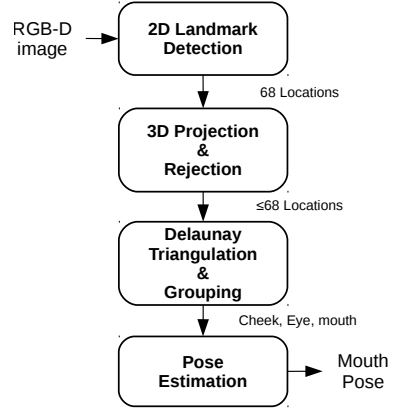 RGB-D
image
2D Landmark
Detection
68 Locations
3D Projection
&
Rejection
≤68 Locations
Delaunay
Triangulation
&
Grouping
Cheek, Eye, mouth
Pose
Estimation
Mouth
Pose